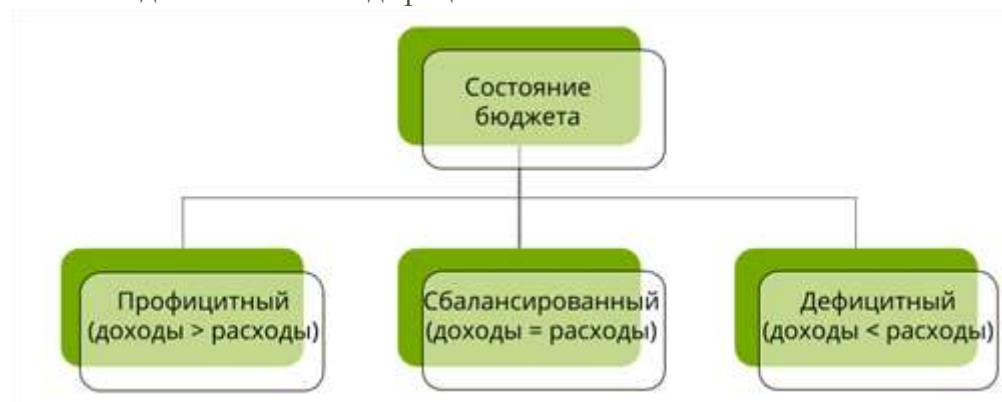 Состояние
бюджета
Профицитный
(доходы > расходы)
Сбалансированный
(доходы = расходы)
Дефицитный
(доходы < расходы)